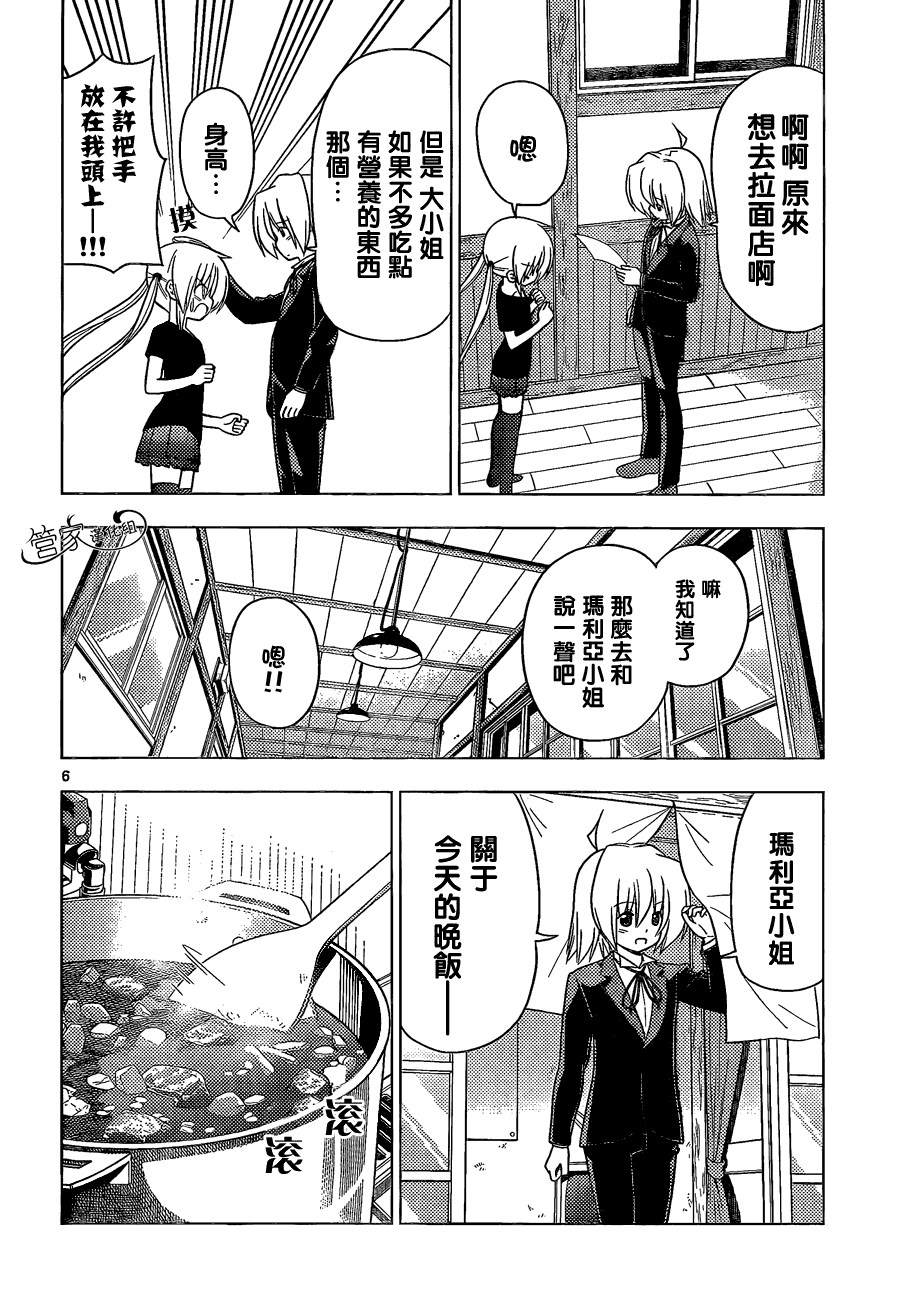 啊啊 原來
想去拉面店啊
嗯
但是 大小姐
如果不多吃點
有營養的東西
那個…
身高…
摸
不許把手
放在我頭上─!!!
管家
進化組
嘛
我知道了
那麼去和
瑪利亞小姐
說一聲吧
嗯!!
6
瑪利亞小姐
關于
今天的晚飯──
滾
滾